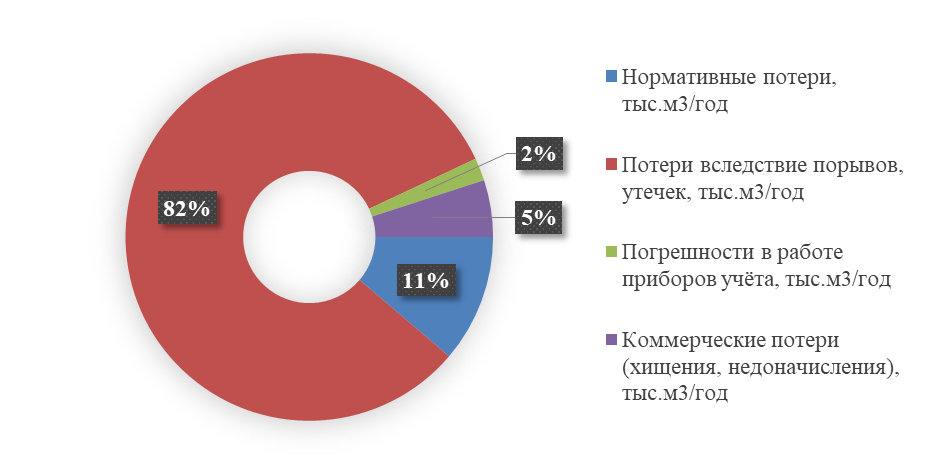 82%
2%
5%
11%
Нормативные потери,
тыс.м3/год
Потери вследствие порывов,
утечек, тыс.м3/год
Погрешности в работе
приборов учёта, тыс.м3/год
Коммерческие потери
(хищения, недоначисления),
тыс.м3/год